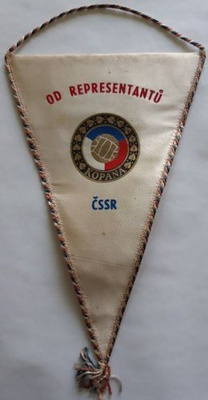 OD REPRESENTANTŮ
KOPANÁ
ČSSR